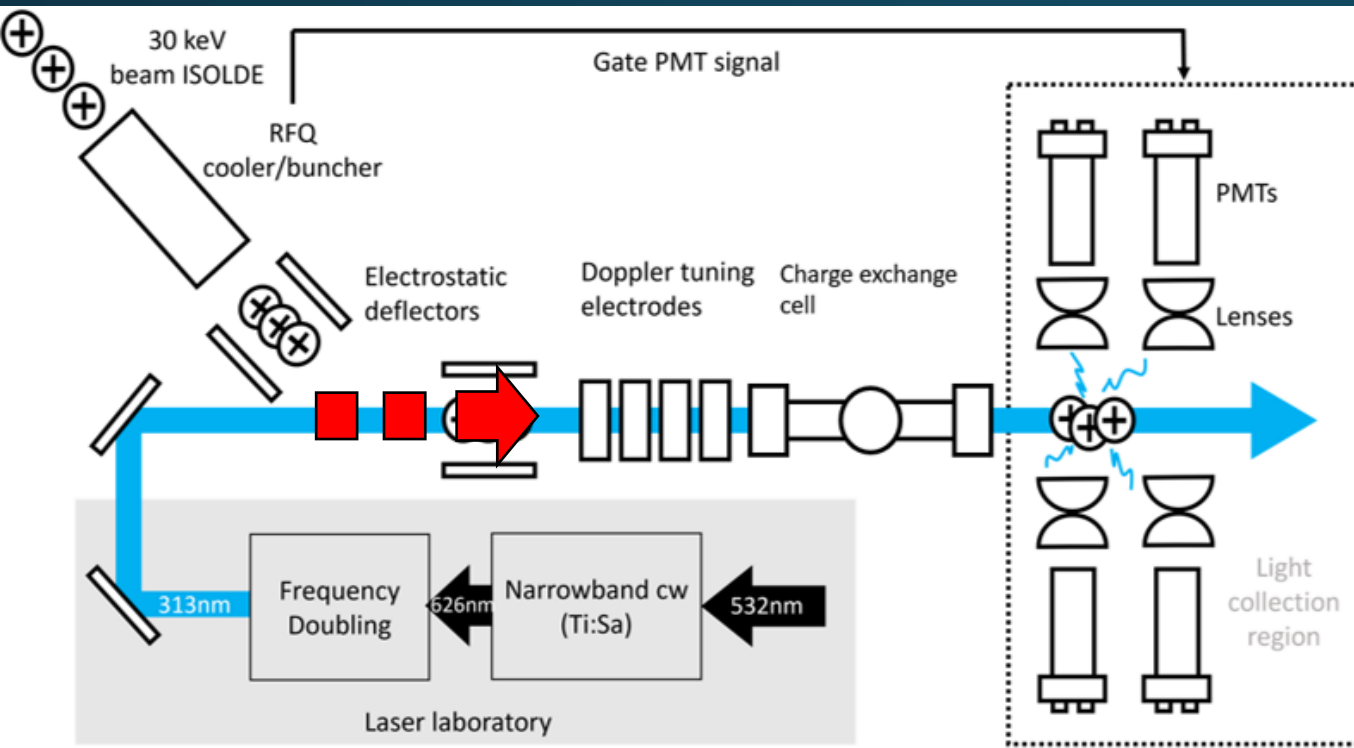 30 keV
beam ISOLDE
Gate PMT signal
RFQ
cooler/buncher
PMTs
Electrostatic
deflectors
Doppler tuning
electrodes
Charge exchange
cell
Lenses
313nm
Frequency
Doubling
626nm
Narrowband cw
(Ti:Sa)
532nm
Light
collection
region
Laser laboratory